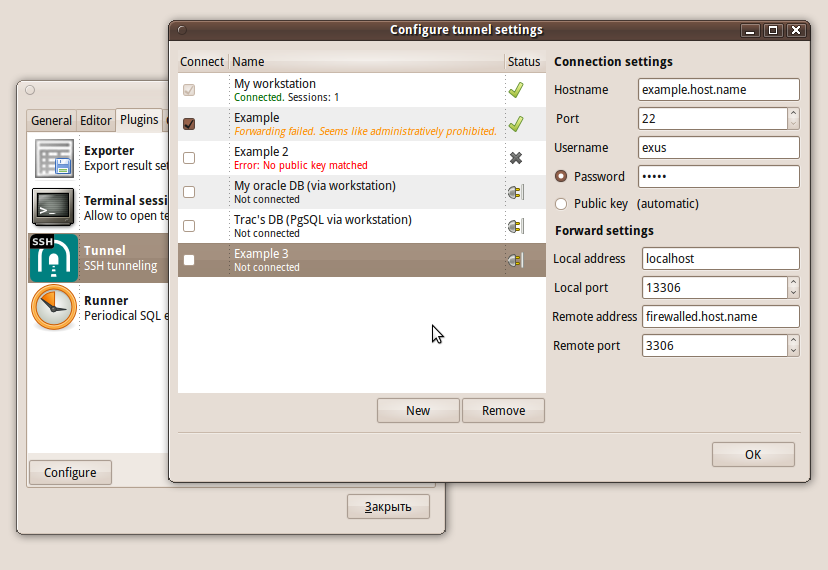 Configure tunnel settings
Connect Name Status
My workstation
Connected. Sessions: 1
Example
Forwarding failed. Seems like administratively prohibited.
Example 2
Error: No public key matched
My oracle DB (via workstation)
Not connected
Trac's DB (PgSQL via workstation)
Not connected
Example 3
Not connected
New Remove
Connection settings
Hostname example.host.name
Port 22
Username exus
Password •••••
Public key (automatic)
Forward settings
Local address localhost
Local port 13306
Remote address firewalled.host.name
Remote port 3306
OK
General Editor Plugins
Exporter
Export result set
Terminal sessi
Allow to open te
SSH
Tunnel
SSH tunneling
Runner
Periodical SQL e
Configure
Закрыть